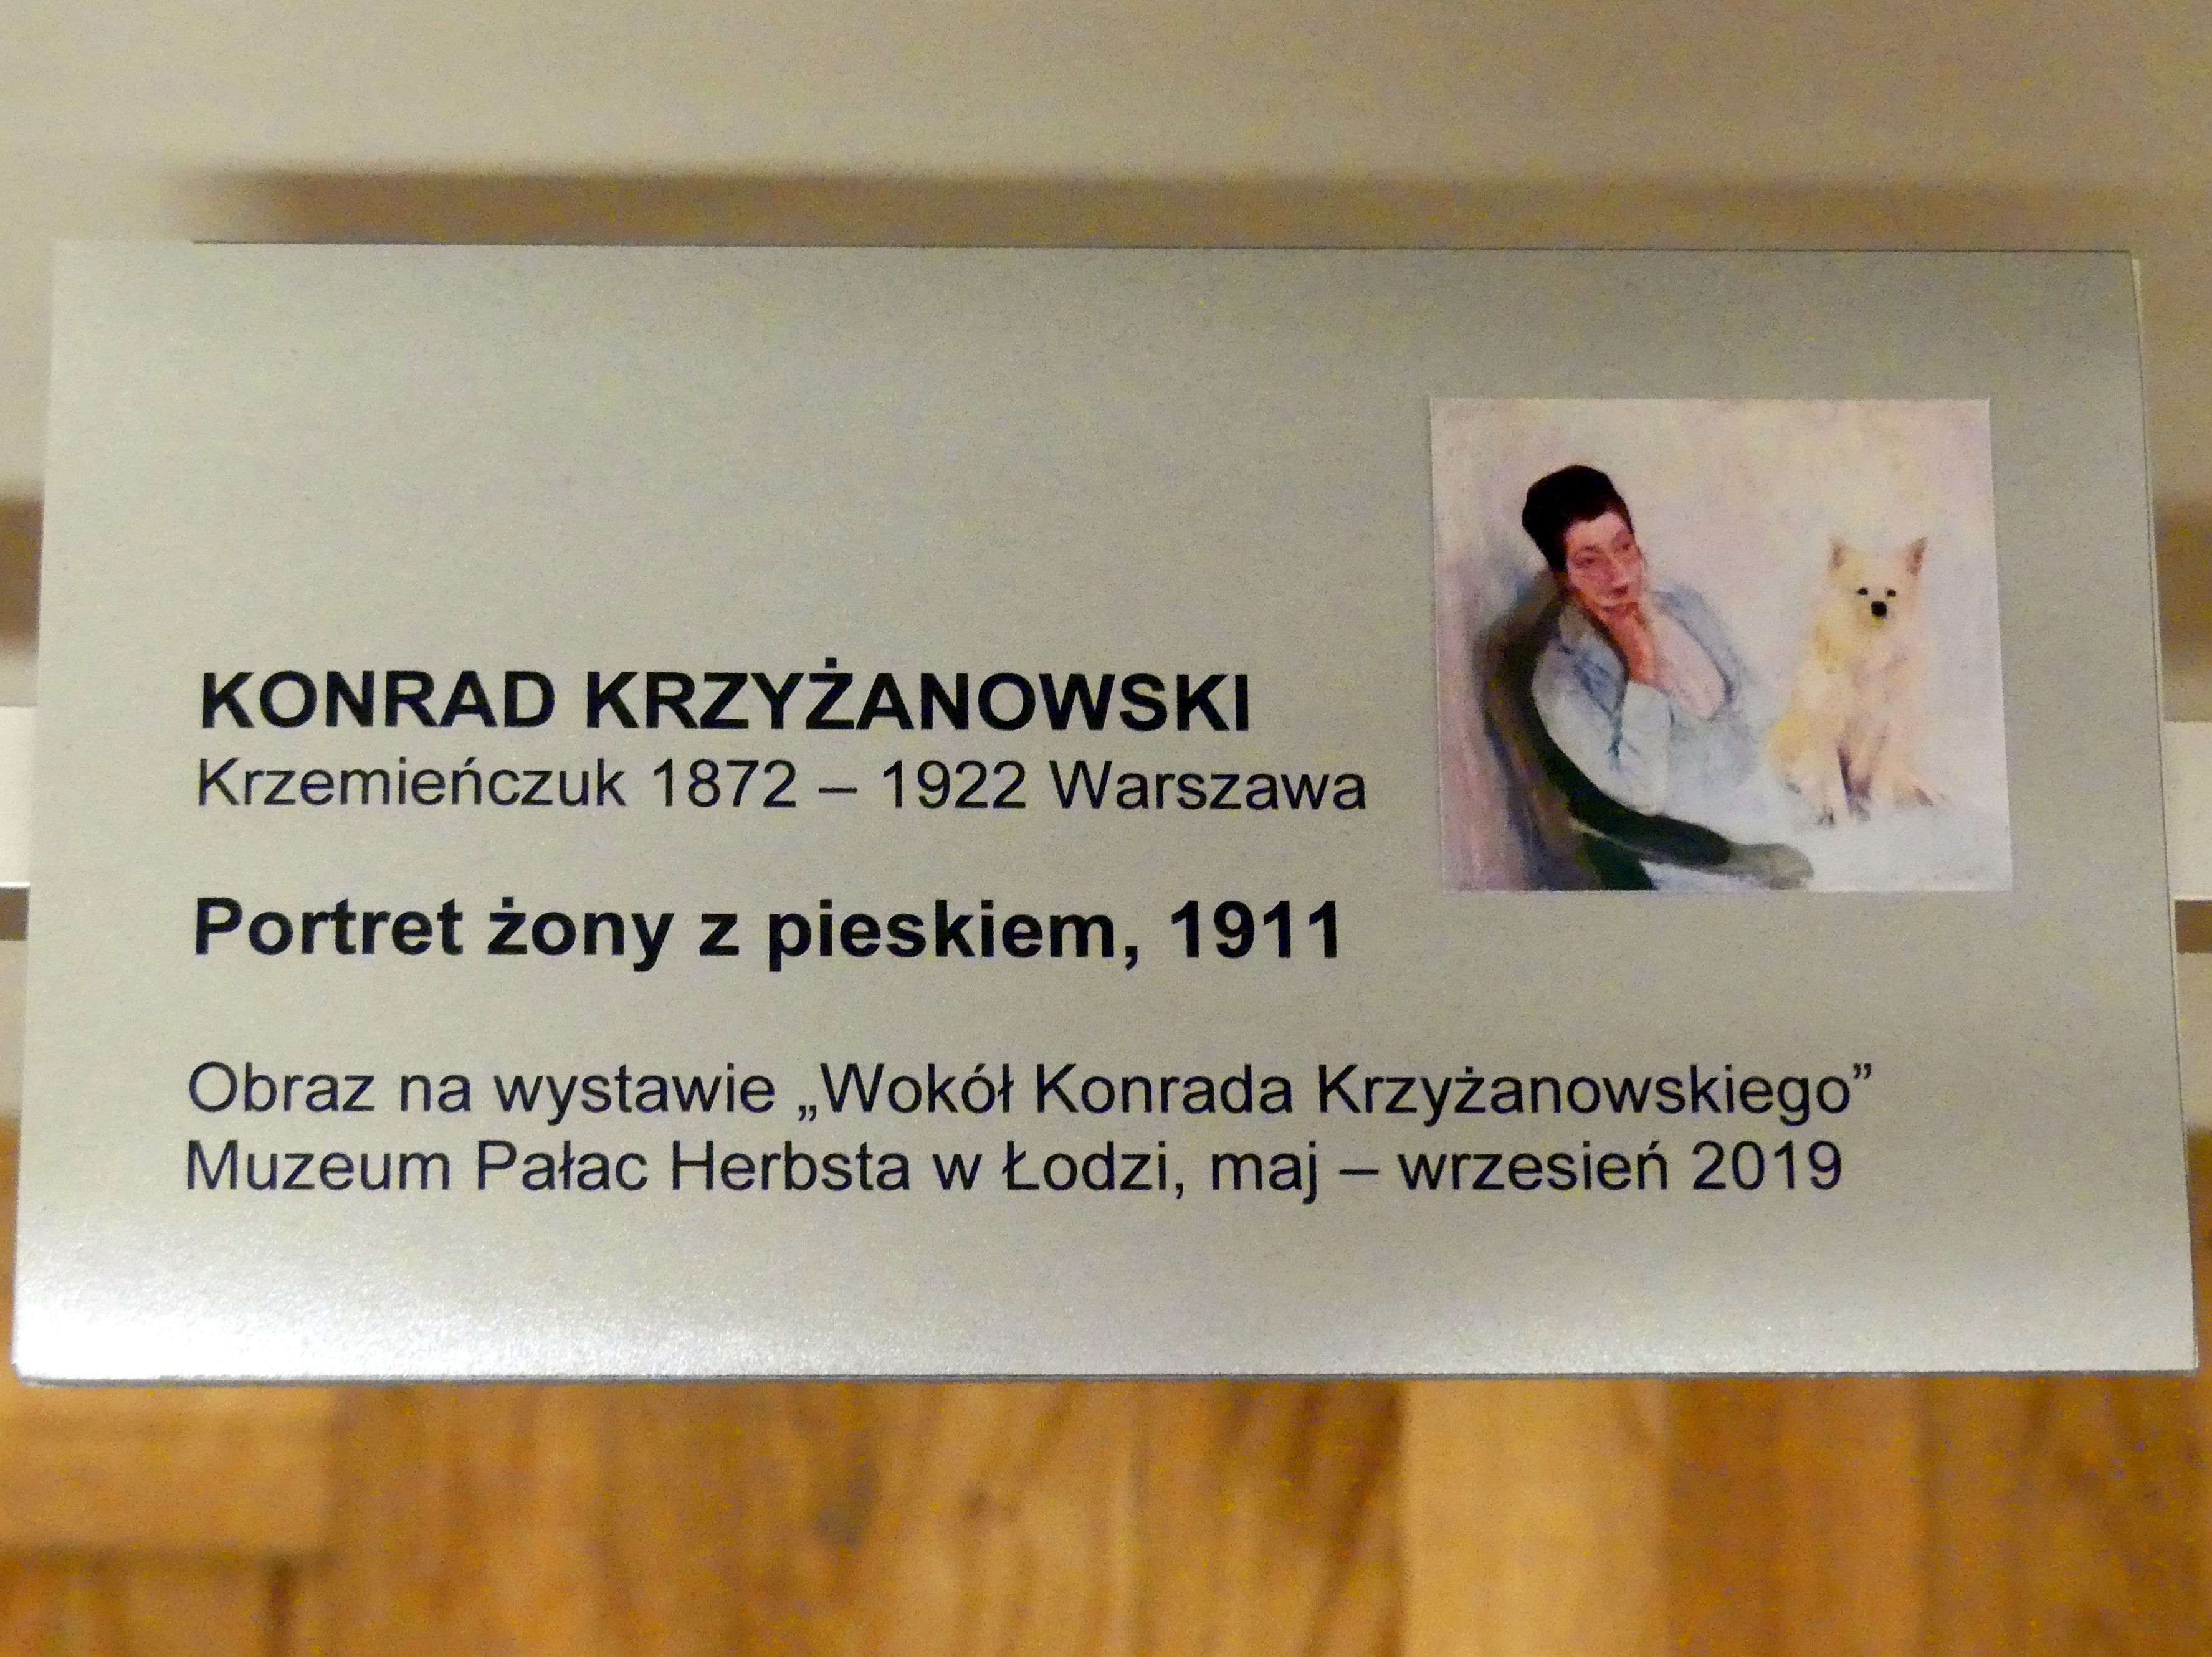 KONRAD KRZYŻANOWSKI
Krzemieńczuk 1872 – 1922 Warszawa
Portret żony z pieskiem, 1911
Obraz na wystawie „Wokół Konrada Krzyżanowskiego”
Muzeum Pałac Herbsta w Łodzi, maj – wrzesień 2019